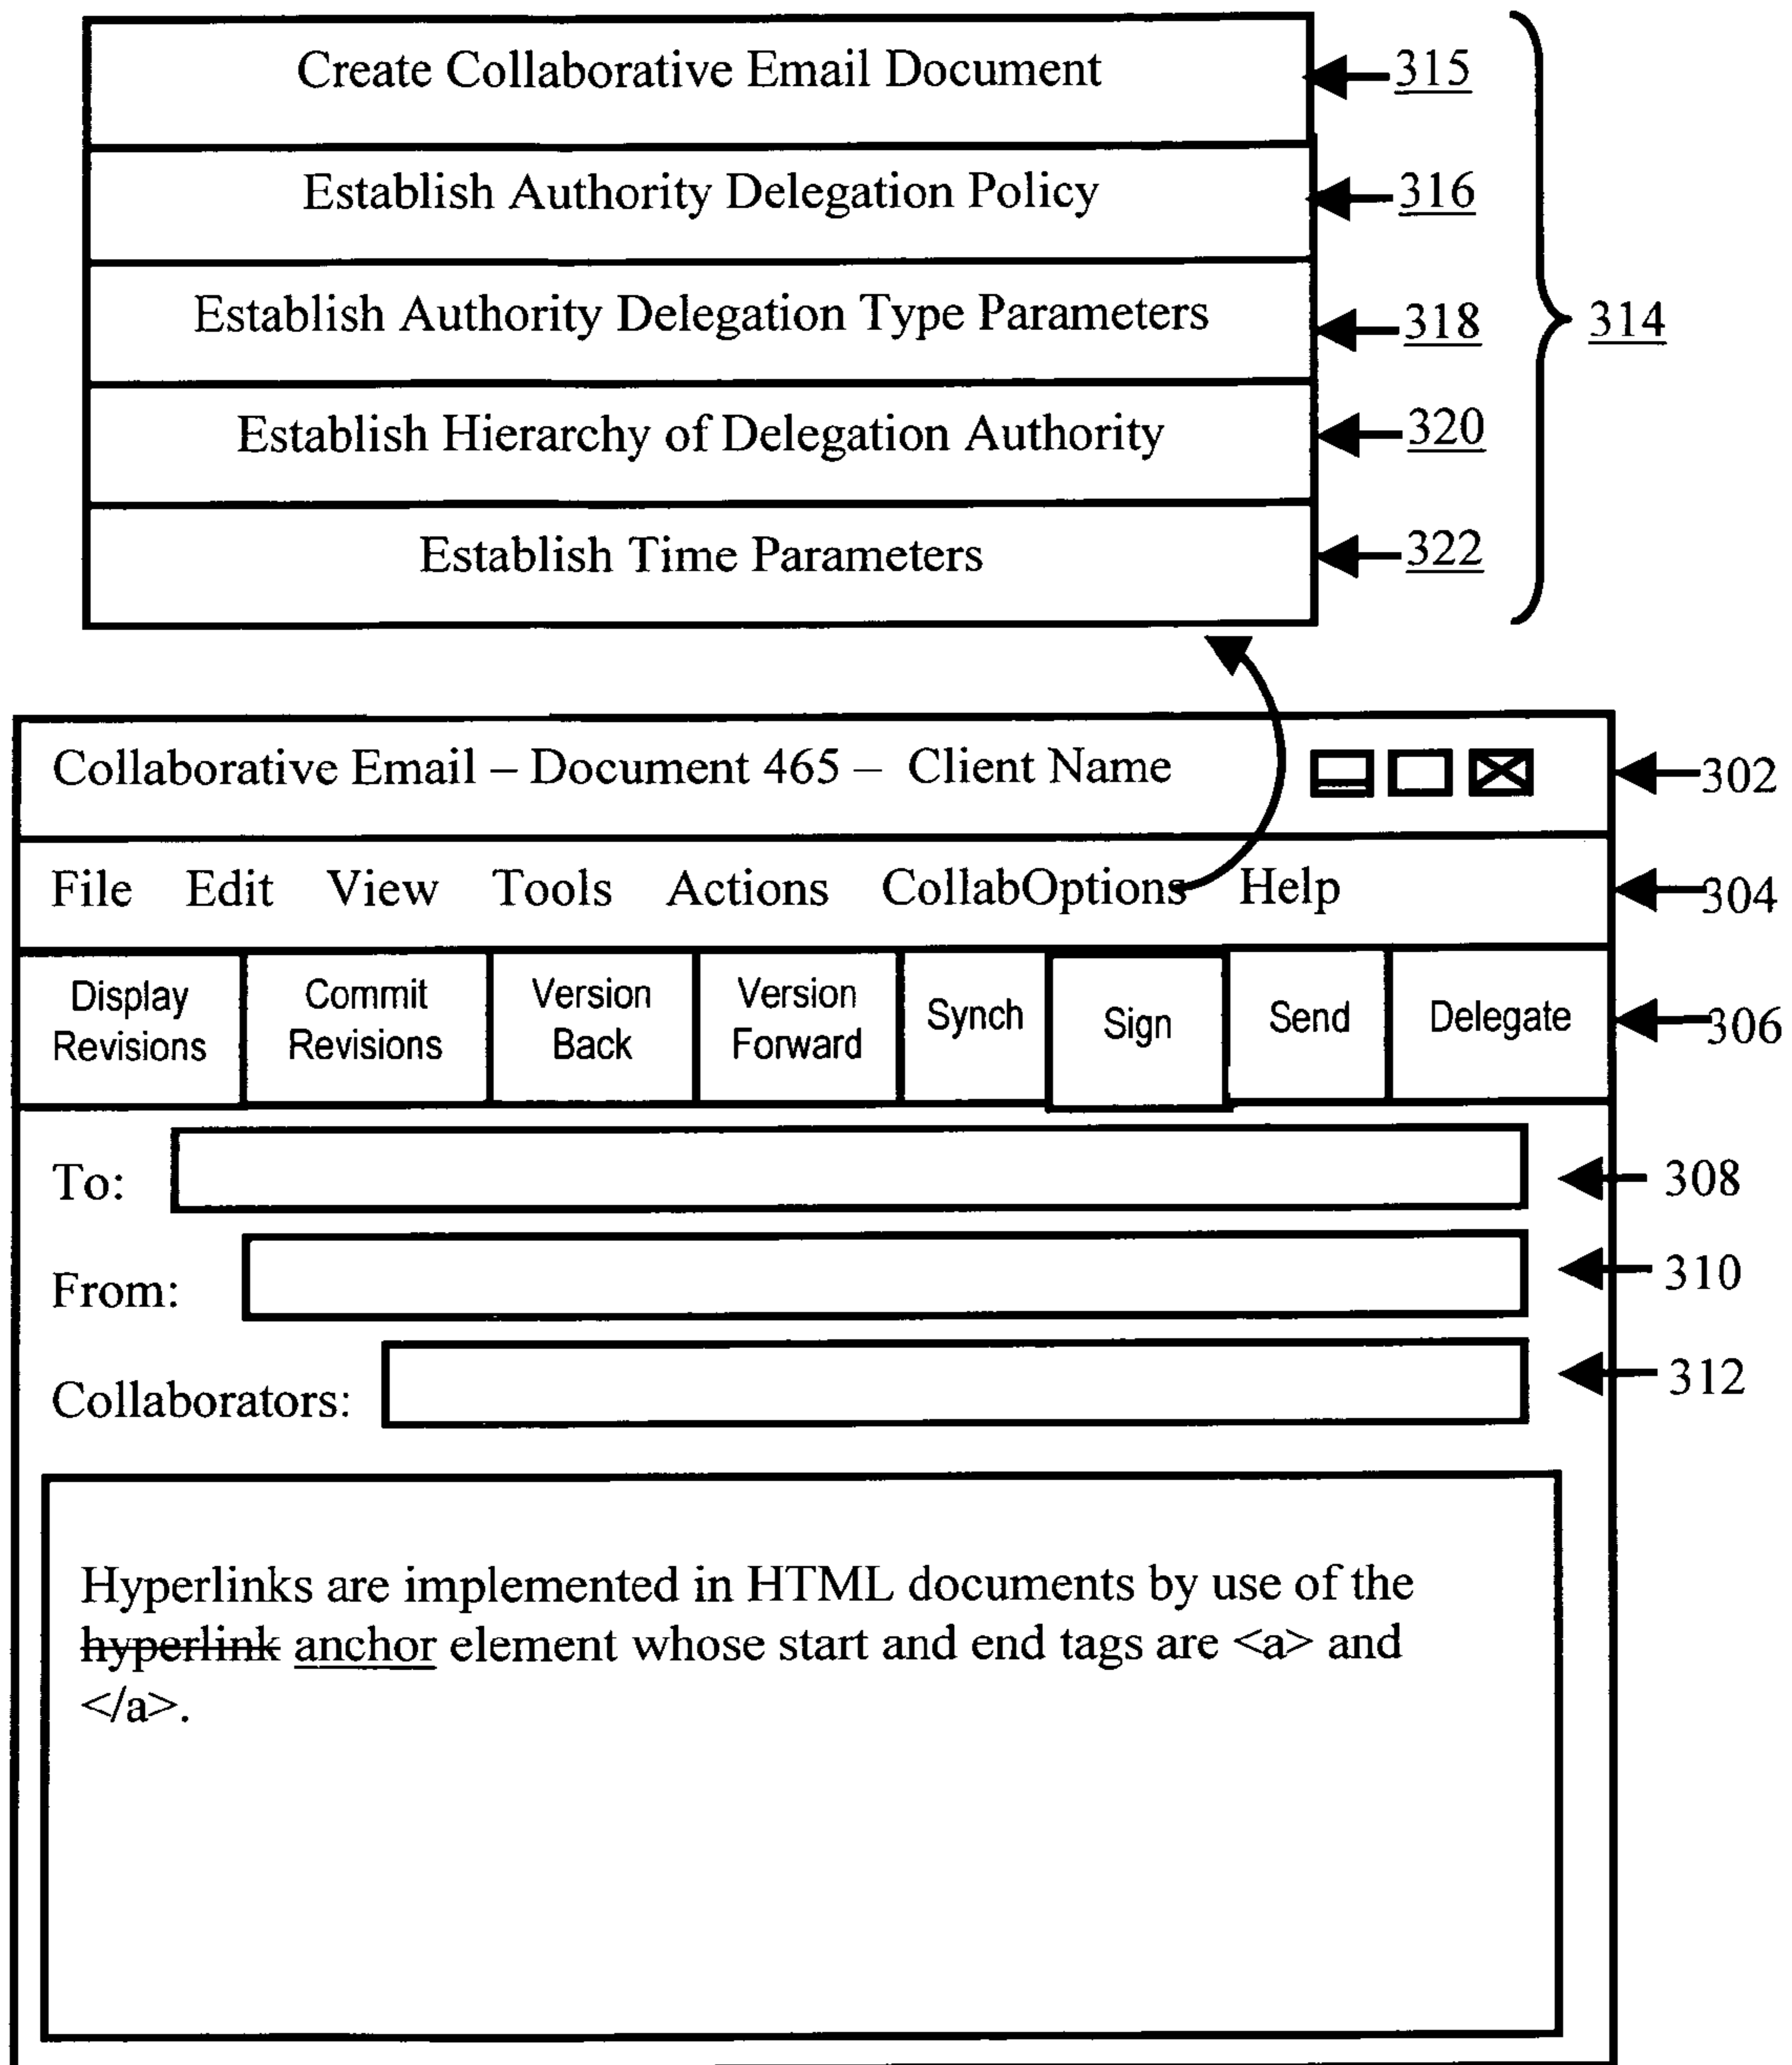 Create Collaborative Email Document 315
Establish Authority Delegation Policy 316
Establish Authority Delegation Type Parameters 318
314
Establish Hierarchy of Delegation Authority 320
Establish Time Parameters 322
Collaborative Email – Document 465 – Client Name 302
File Edit View Tools Actions CollabOptions Help 304
Display Revisions
Commit Revisions
Version Back
Version Forward
Synch
Sign
Send
Delegate
306
To: 308
From: 310
Collaborators: 312
Hyperlinks are implemented in HTML documents by use of the
hyperlink anchor element whose start and end tags are <a> and
</a>.